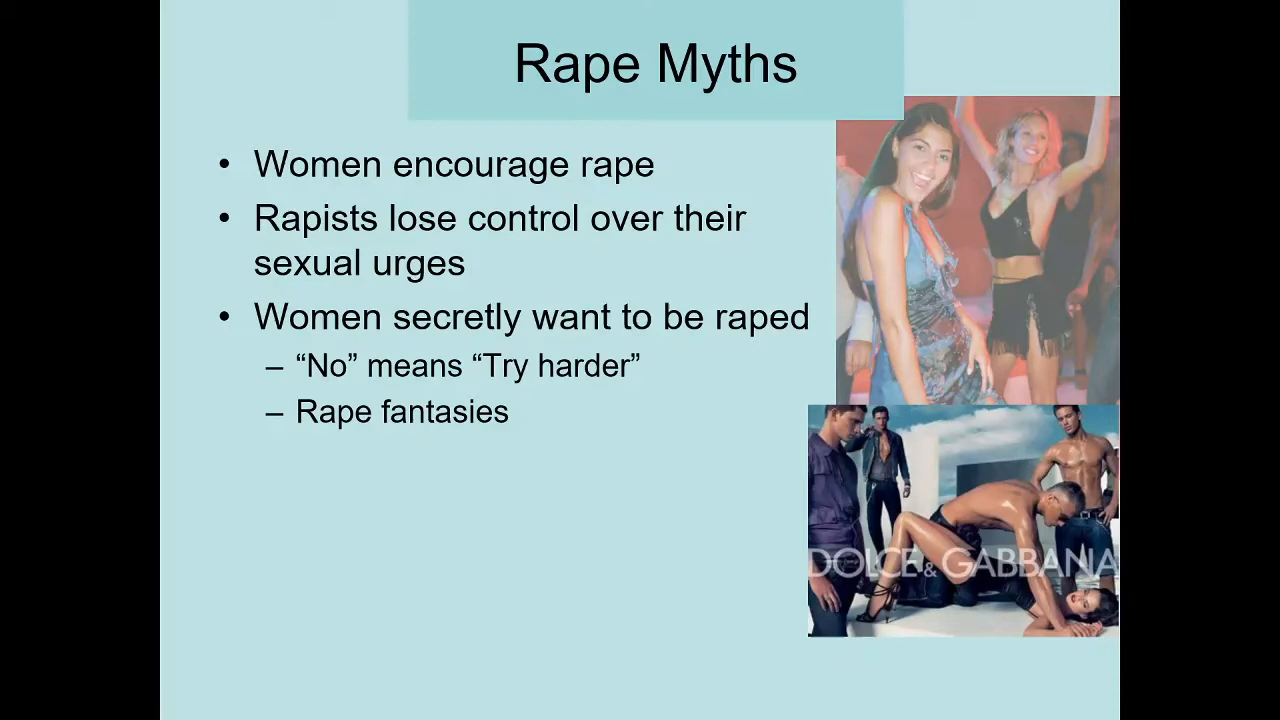 Rape Myths
• Women encourage rape
• Rapists lose control over their
sexual urges
• Women secretly want to be raped
– “No” means “Try harder”
– Rape fantasies
DOLCE & GABBANA